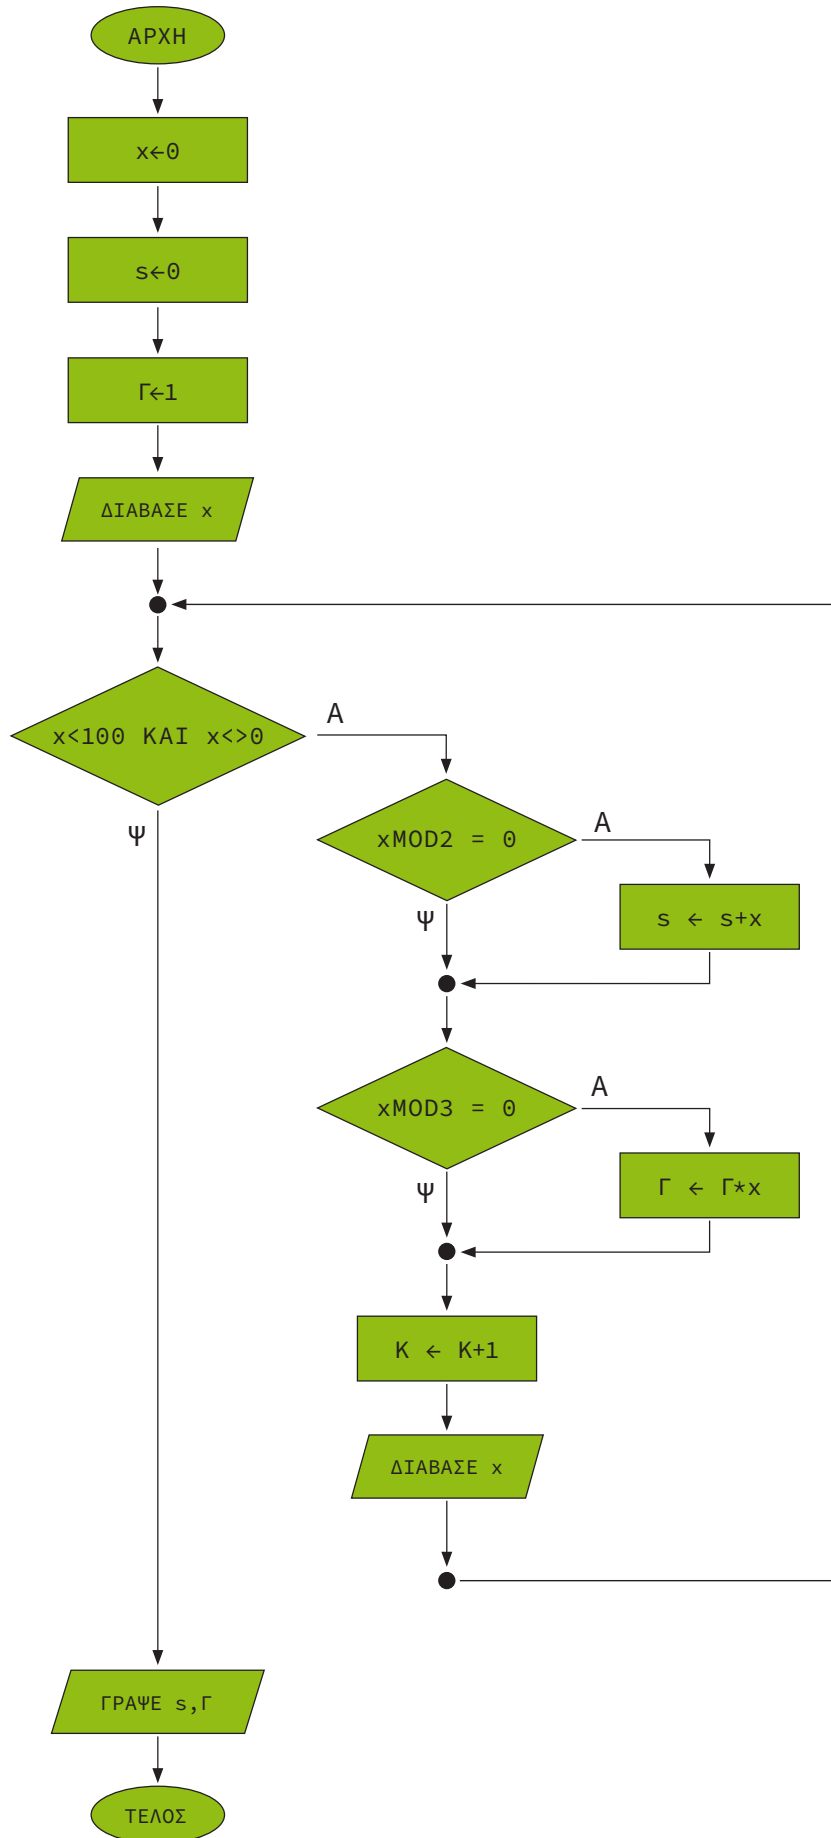 ΑΡΧΗ
x←0
s←0
Γ←1
ΔΙΑΒΑΣΕ x
x<100 ΚΑΙ x<>0
Α
Ψ
xMOD2 = 0
Α
Ψ
s ← s+x
xMOD3 = 0
Α
Ψ
Γ ← Γ*x
Κ ← Κ+1
ΔΙΑΒΑΣΕ x
ΓΡΑΨΕ s,Γ
ΤΕΛΟΣ